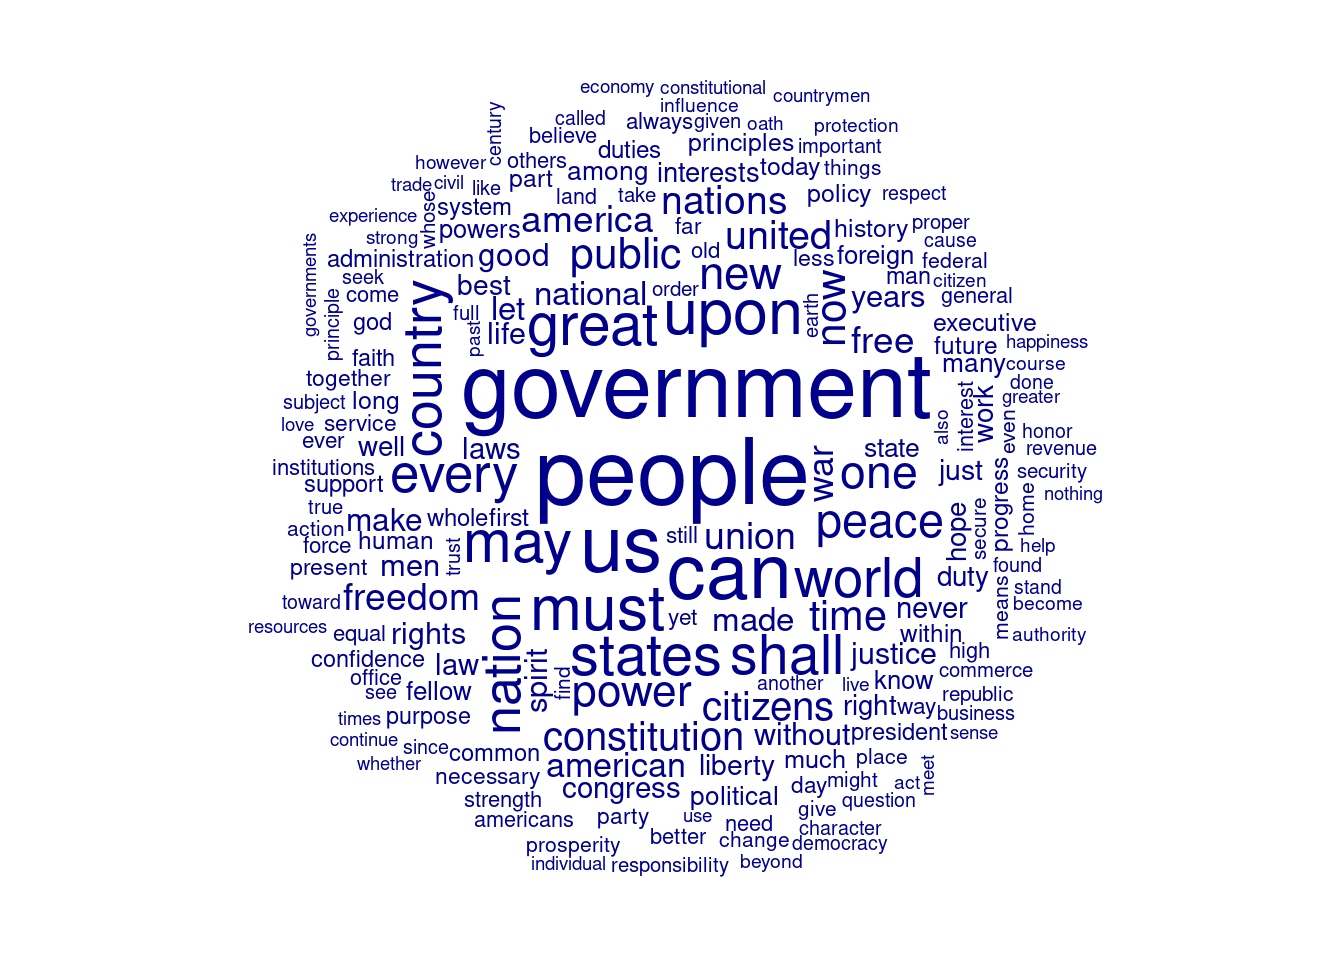 economy constitutional
influence countrymen
called always given oath protection
century believe duties principles important
however others among interests today things
trade civil like part land take nations policy respect
experience whose system america far united history proper
strong powers public old less foreign cause
governments administration good new man federal
seek best national order now citizen
principle come let great upon earth years general
god full life free executive
past future happiness
faith country government many course
together done
subject long interest work greater
love service also even honor
ever well laws people war state revenue
institutions every one just security
support progress nothing
true make whole first us still union peace hope secure home
action
force human trust may help
present men can world duty found
toward freedom must yet made time never means stand
resources become
equal rights nation within authority
confidence law spirit states shall justice high
office find power another live know commerce
see fellow citizens right way republic
times purpose constitution without president business
continue since common sense
whether american liberty much place
necessary congress day might act meet
strength political question
americans party use need give character
prosperity better change democracy
individual responsibility beyond